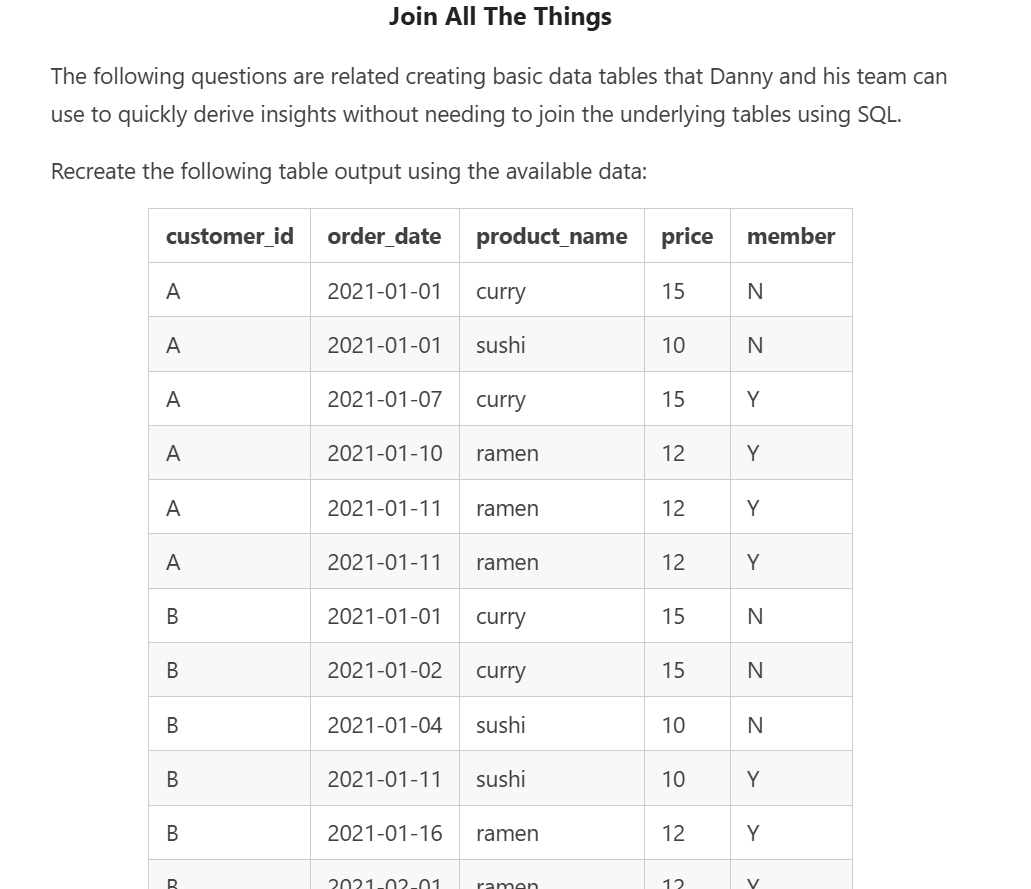 Join All The Things
The following questions are related creating basic data tables that Danny and his team can
use to quickly derive insights without needing to join the underlying tables using SQL.
Recreate the following table output using the available data:
customer_id order_date product_name price member
A 2021-01-01 curry 15 N
A 2021-01-01 sushi 10 N
A 2021-01-07 curry 15 Y
A 2021-01-10 ramen 12 Y
A 2021-01-11 ramen 12 Y
A 2021-01-11 ramen 12 Y
B 2021-01-01 curry 15 N
B 2021-01-02 curry 15 N
B 2021-01-04 sushi 10 N
B 2021-01-11 sushi 10 Y
B 2021-01-16 ramen 12 Y
B 2021-02-01 ramen 12 Y